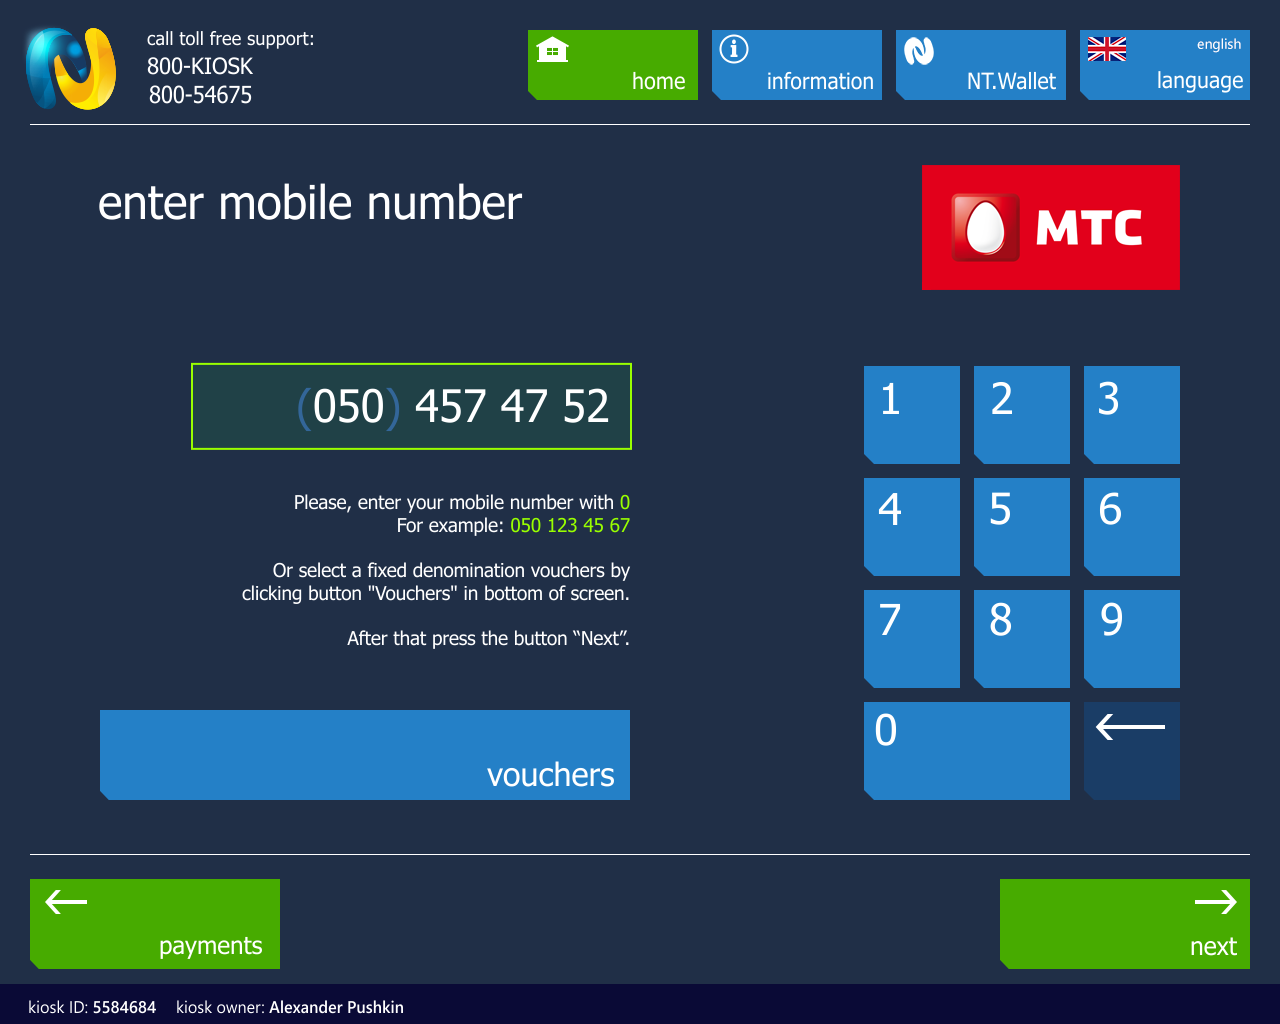 call toll free support:
800-KIOSK
800-54675
home
information
NT.Wallet
english
language
enter mobile number
МТС
(050) 457 47 52
Please, enter your mobile number with 0
For example: 050 123 45 67
Or select a fixed denomination vouchers by
clicking button "Vouchers" in bottom of screen.
After that press the button “Next”.
vouchers
1 2 3
4 5 6
7 8 9
0
payments
next
kiosk ID: 5584684 kiosk owner: Alexander Pushkin